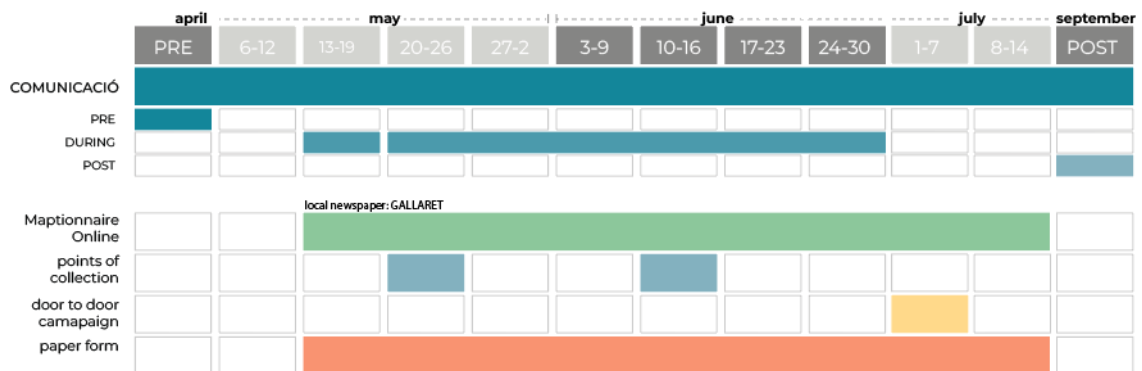 april may june july september
PRE 6-12 13-19 20-26 27-2 3-9 10-16 17-23 24-30 1-7 8-14 POST
COMUNICACIÓ
PRE
DURING
POST
local newspaper: GALLARET
Maptionnaire
Online
points of
collection
door to door
camapaign
paper form